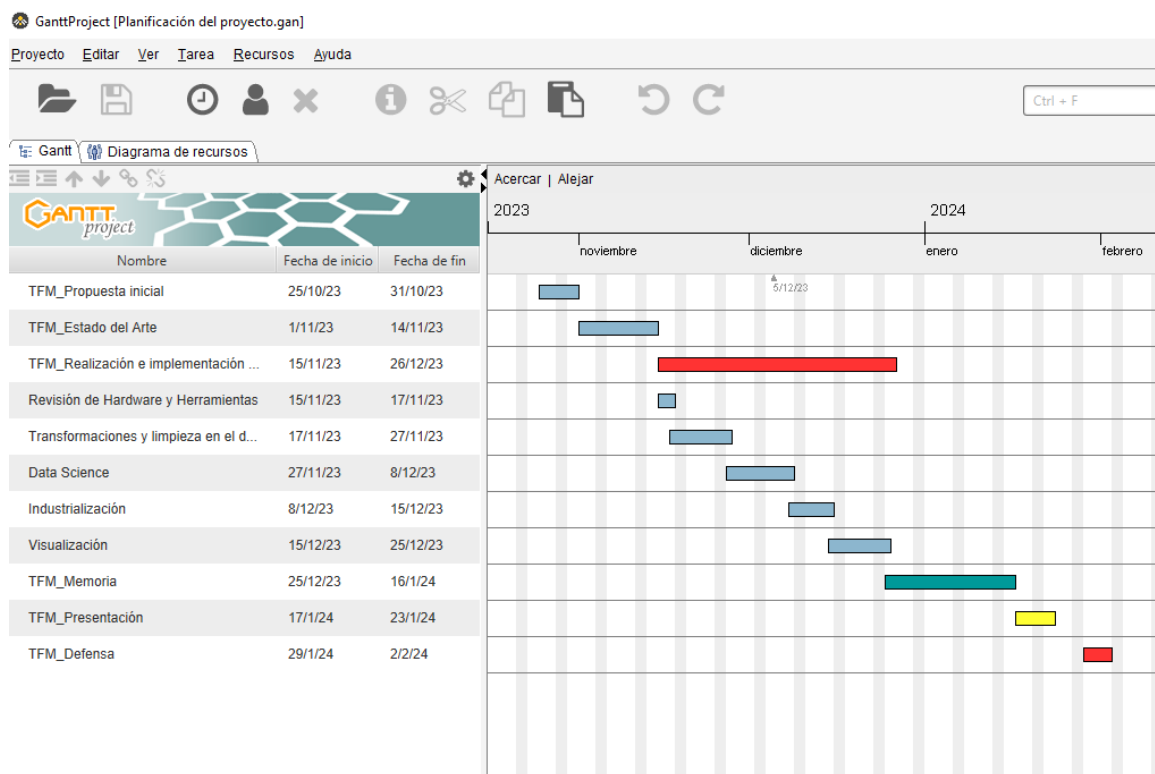 GanttProject [Planificación del proyecto.gan]
Proyecto Editar Ver Tarea Recursos Ayuda
Ctrl + F
Gantt Diagrama de recursos
Acercar | Alejar
GANTT
project
2023 2024
noviembre diciembre enero febrero
5/12/23
Nombre Fecha de inicio Fecha de fin
TFM_Propuesta inicial 25/10/23 31/10/23
TFM_Estado del Arte 1/11/23 14/11/23
TFM_Realización e implementación ... 15/11/23 26/12/23
Revisión de Hardware y Herramientas 15/11/23 17/11/23
Transformaciones y limpieza en el d... 17/11/23 27/11/23
Data Science 27/11/23 8/12/23
Industrialización 8/12/23 15/12/23
Visualización 15/12/23 25/12/23
TFM_Memoria 25/12/23 16/1/24
TFM_Presentación 17/1/24 23/1/24
TFM_Defensa 29/1/24 2/2/24